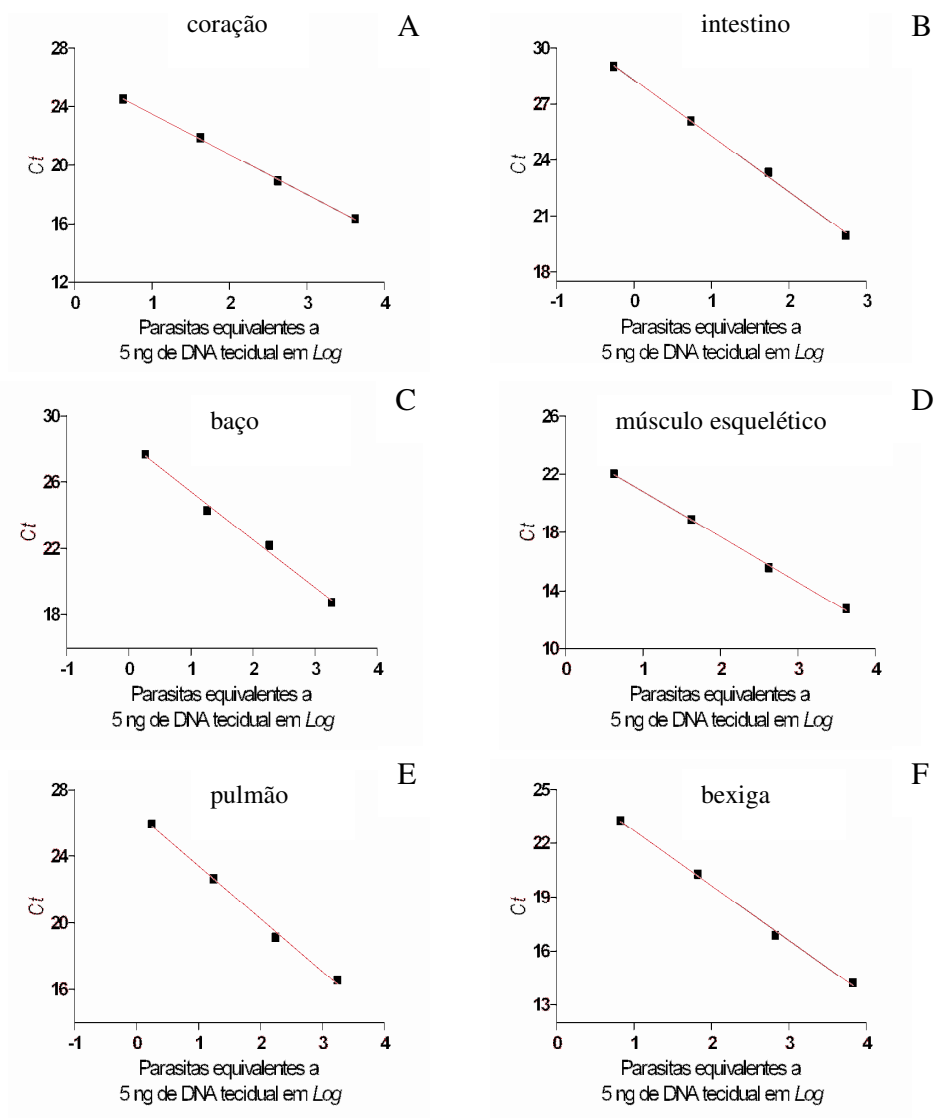 coração
A
28
24
20
16
12
Ct
0 1 2 3 4
Parasitas equivalentes a
5 ng de DNA tecidual em Log
intestino
B
30
27
24
21
18
Ct
-1 0 1 2 3
Parasitas equivalentes a
5 ng de DNA tecidual em Log
baço
C
30
26
22
18
Ct
-1 0 1 2 3 4
Parasitas equivalentes a
5 ng de DNA tecidual em Log
músculo esquelético
D
26
22
18
14
10
Ct
0 1 2 3 4
Parasitas equivalentes a
5 ng de DNA tecidual em Log
pulmão
E
28
24
20
16
Ct
-1 0 1 2 3 4
Parasitas equivalentes a
5 ng de DNA tecidual em Log
bexiga
F
25
22
19
16
13
Ct
0 1 2 3 4
Parasitas equivalentes a
5 ng de DNA tecidual em Log